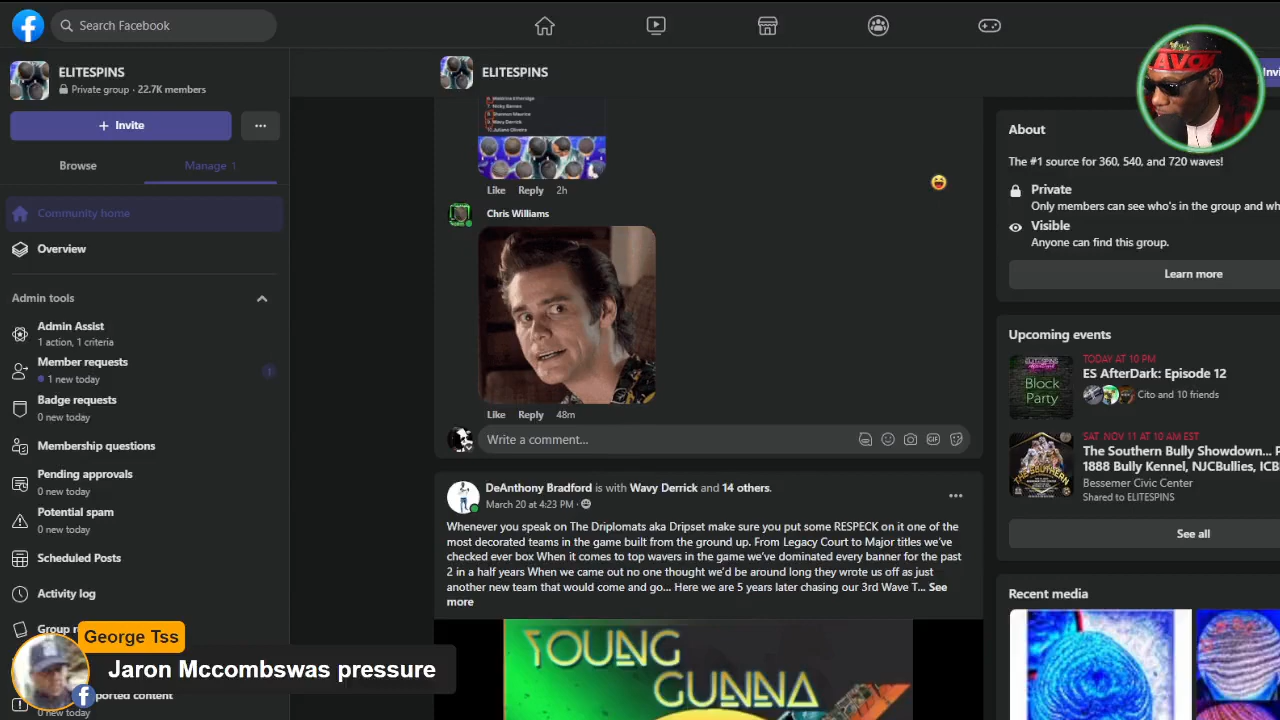 Search Facebook
ELITESPINS
Private group · 22.7K members
+ Invite
Browse
Manage 1
Community home
Overview
Admin tools
Admin Assist
1 action, 1 criteria
Member requests
1 new today
1
Badge requests
0 new today
Membership questions
Pending approvals
0 new today
Potential spam
0 new today
Scheduled Posts
Activity log
Group
0 new today
ELITESPINS
Nicky Barnes
Shannon Maurice
Wavy Derrick
Like Reply 2h
Chris Williams
Like Reply 48m
Write a comment...
GIF
DeAnthony Bradford is with Wavy Derrick and 14 others.
March 20 at 4:23 PM ·
Whenever you speak on The Driplomats aka Dripset make sure you put some RESPECK on it one of the
most decorated teams in the game built from the ground up. From Legacy Court to Major titles we've
checked ever box When it comes to top wavers in the game we've dominated every banner for the past
2 in a half years When we came out no one thought we'd be around long they wrote us off as just
another new team that would come and go... Here we are 5 years later chasing our 3rd Wave T... See
more
YOUNG
GUNNA
AVON
Invi
About
The #1 source for 360, 540, and 720 waves!
Private
Only members can see who's in the group and wh
Visible
Anyone can find this group.
Learn more
Upcoming events
Block
Party
TODAY AT 10 PM
ES AfterDark: Episode 12
Cito and 10 friends
SAT, NOV 11 AT 10 AM EST
The Southern Bully Showdown... P
1888 Bully Kennel, NJCBullies, ICB
Bessemer Civic Center
Shared to ELITESPINS
See all
Recent media
George Tss
Jaron Mccombswas pressure